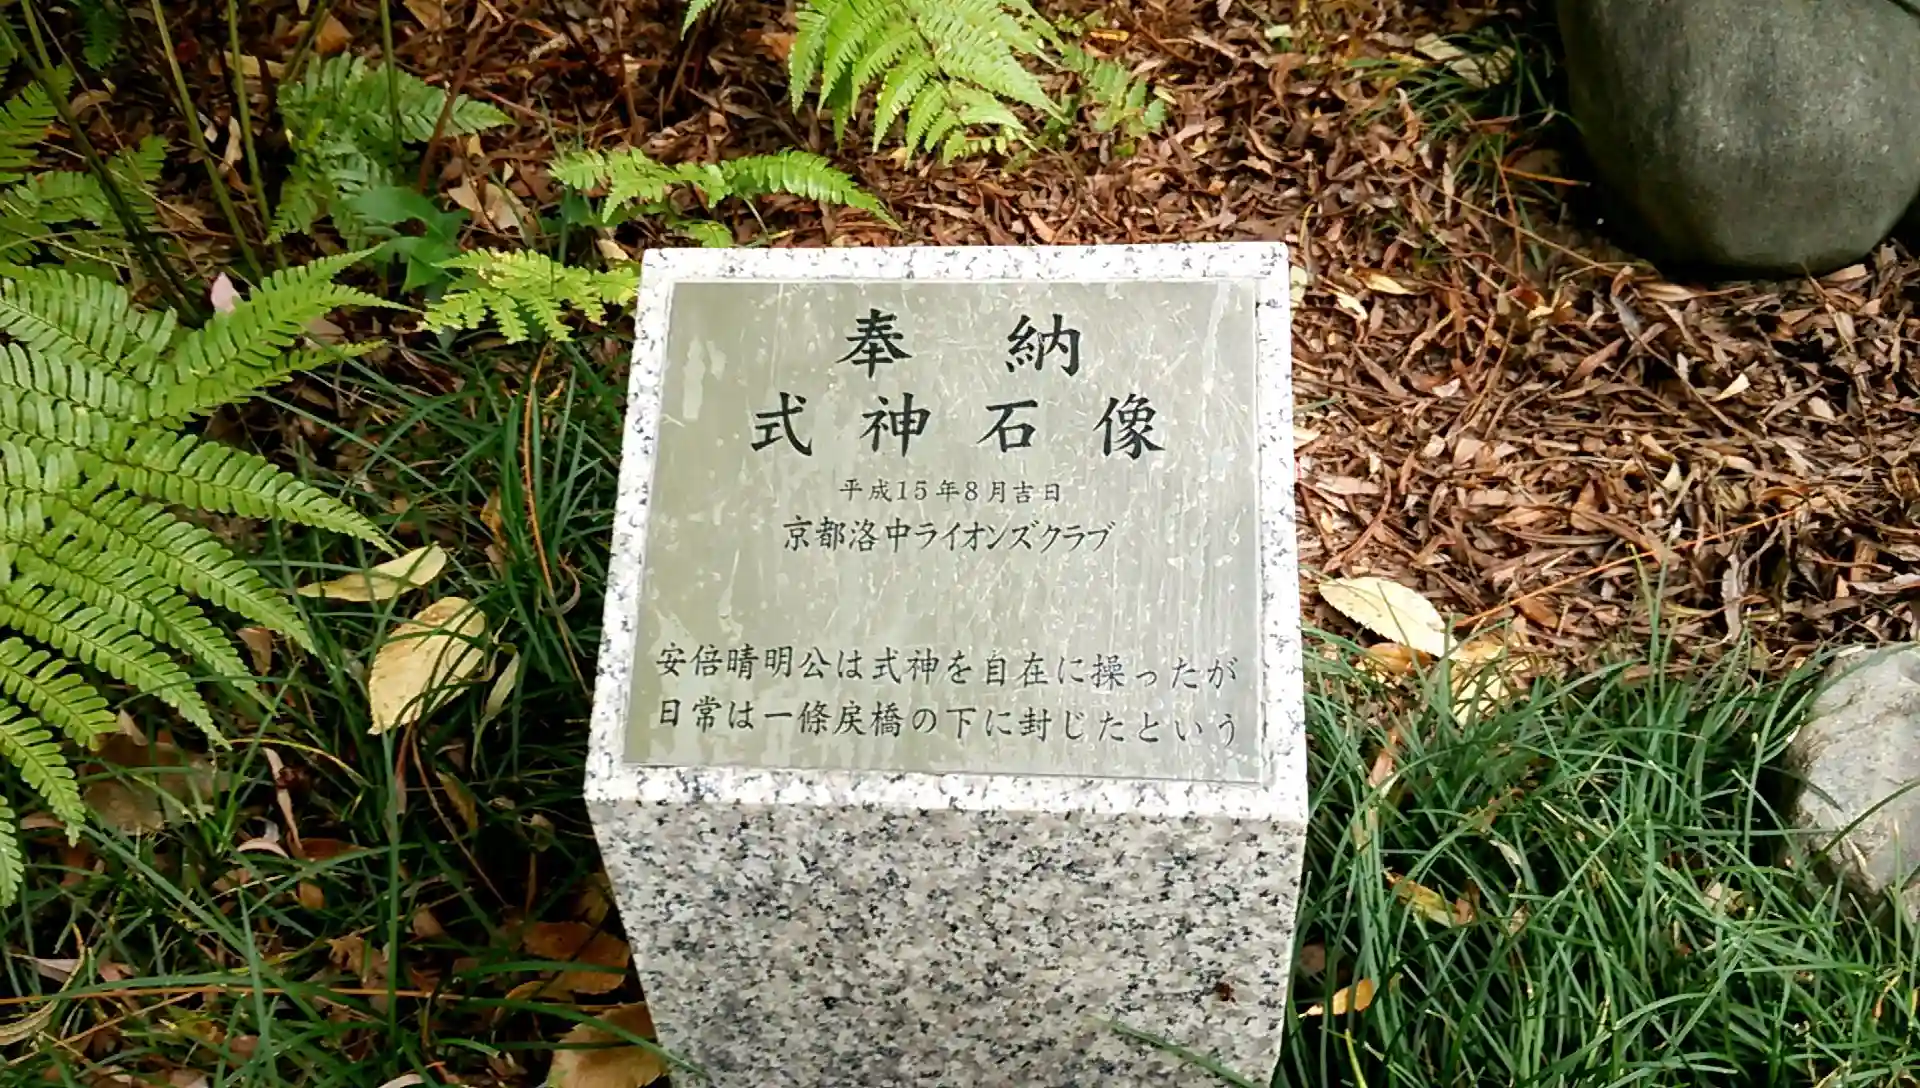 奉納
式神石像
平成15年8月吉日
京都洛中ライオンズクラブ
安倍晴明公は式神を自在に操ったが
日常は一條戻橋の下に封じたという